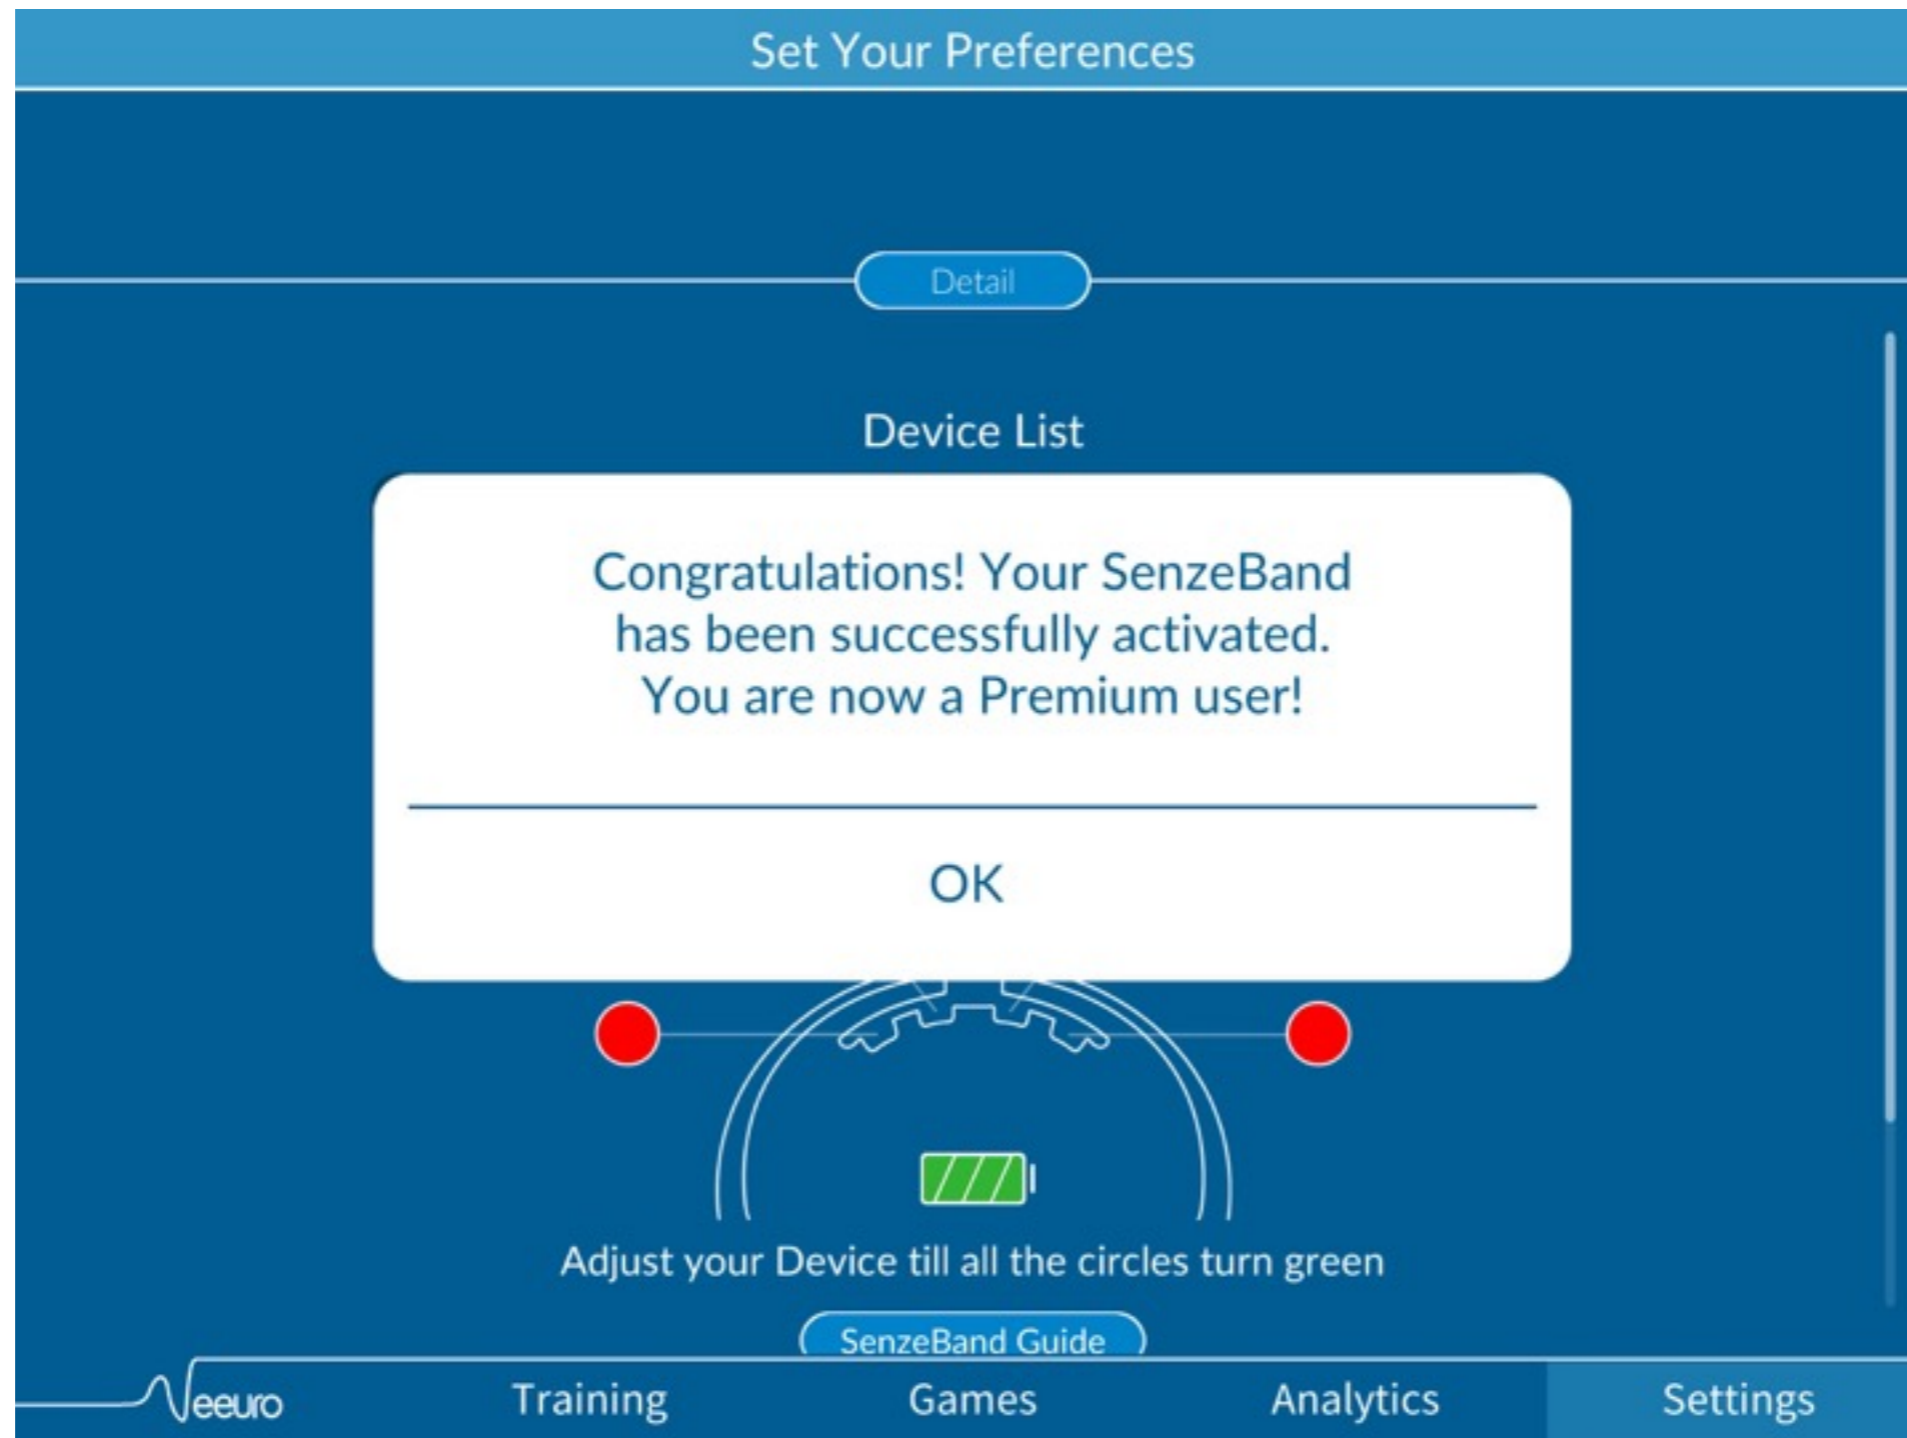 Set Your Preferences
Detail
Device List
Congratulations! Your SenzeBand
has been successfully activated.
You are now a Premium user!
OK
Adjust your Device till all the circles turn green
SenzeBand Guide
Neeuro
Training
Games
Analytics
Settings